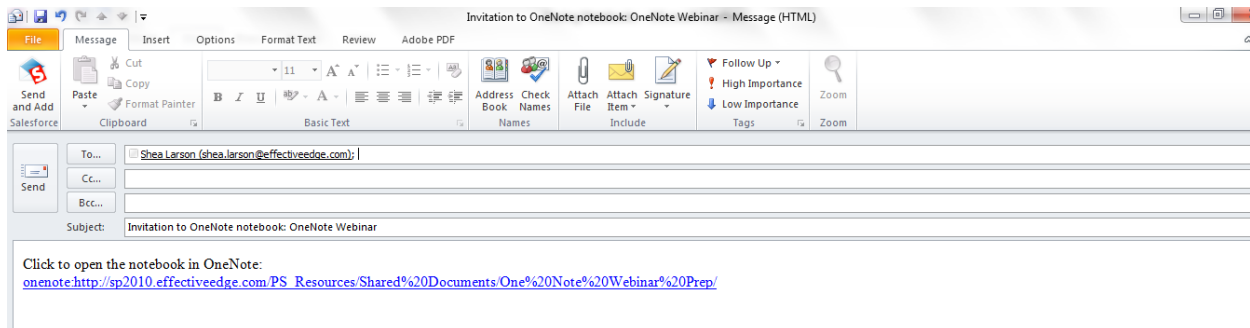 Invitation to OneNote notebook: OneNote Webinar - Message (HTML)
File Message Insert Options Format Text Review Adobe PDF
Send and Add
Salesforce
Paste
Cut
Copy
Format Painter
Clipboard
11
B I U
Basic Text
Address Book
Check Names
Names
Attach File
Attach Item
Signature
Include
Follow Up
High Importance
Low Importance
Tags
Zoom
Zoom
Send
To... Shea Larson (shea.larson@effectiveedge.com);
Cc...
Bcc...
Subject: Invitation to OneNote notebook: OneNote Webinar
Click to open the notebook in OneNote:
onenote:http://sp2010.effectiveedge.com/PS_Resources/Shared%20Documents/One%20Note%20Webinar%20Prep/